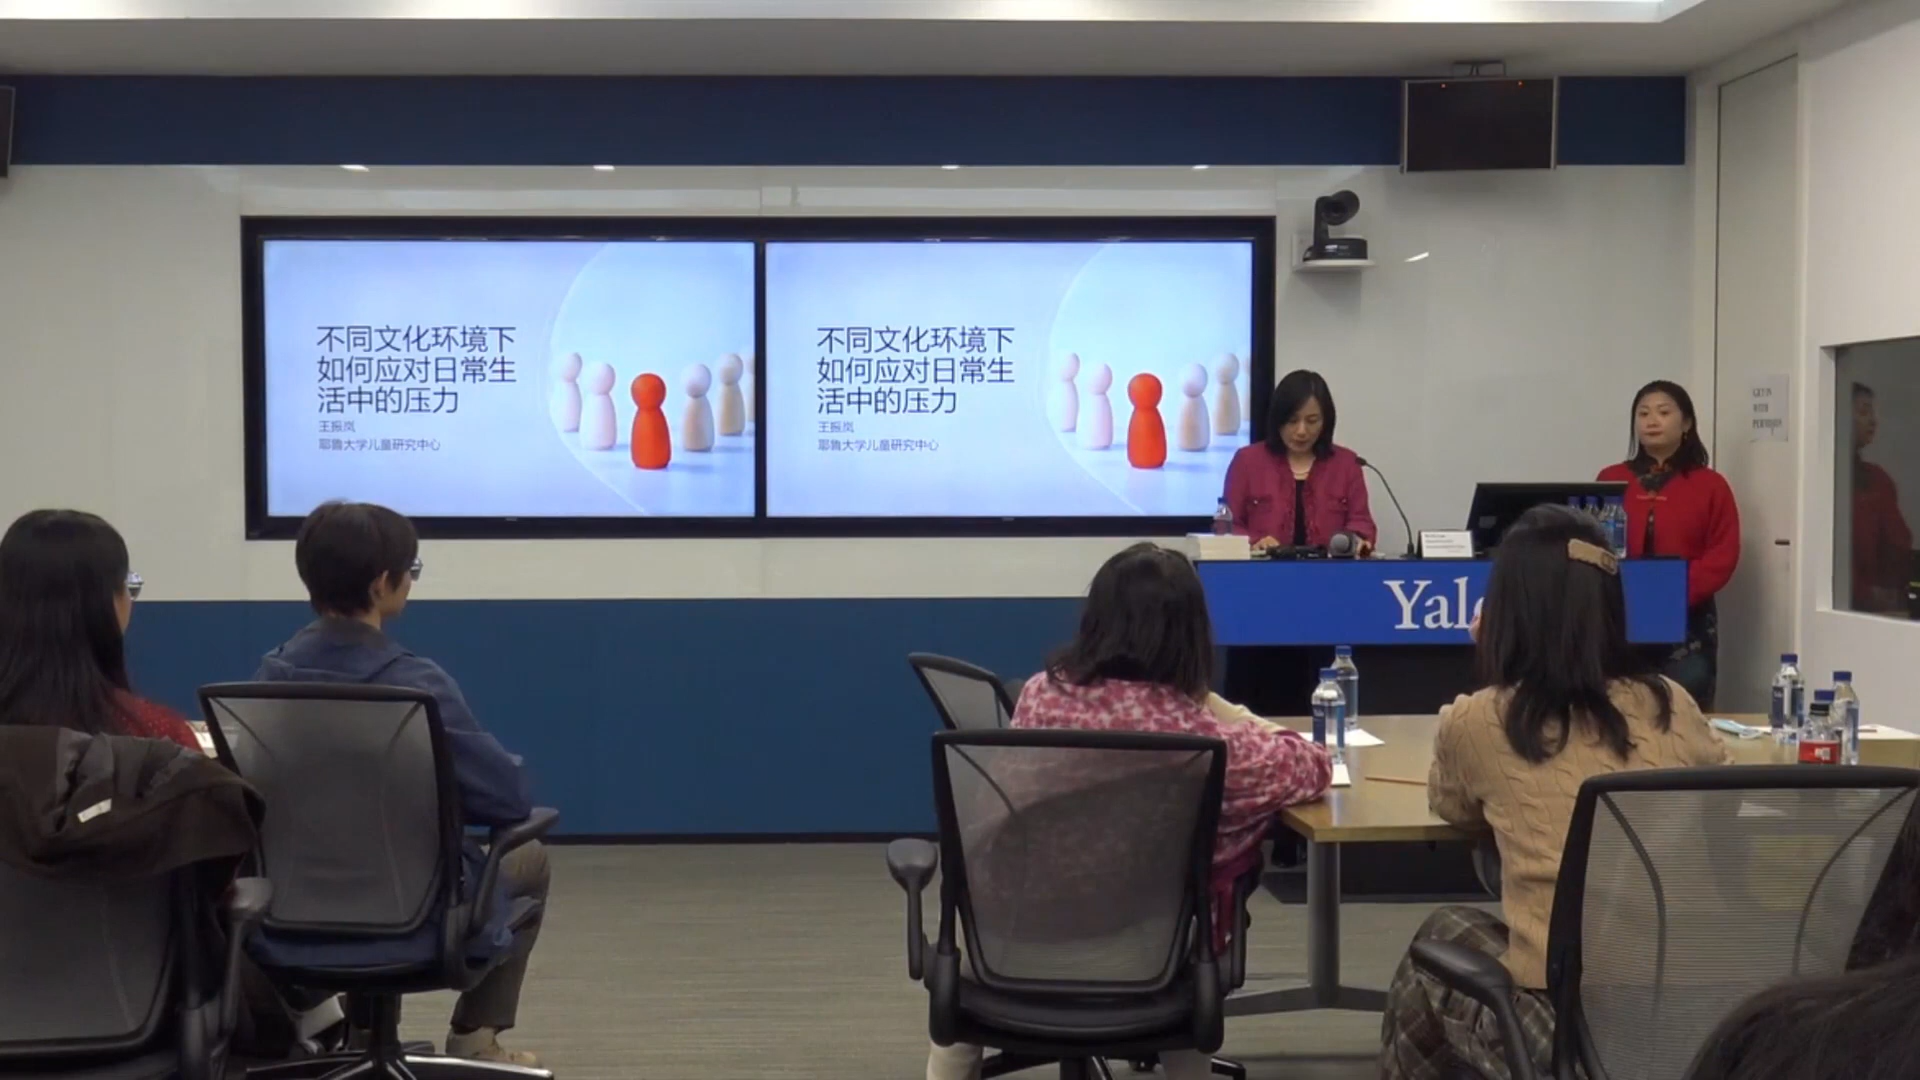 不同文化环境下
如何应对日常生
活中的压力
王振岚
耶鲁大学儿童研究中心
不同文化环境下
如何应对日常生
活中的压力
王振岚
耶鲁大学儿童研究中心
Yale